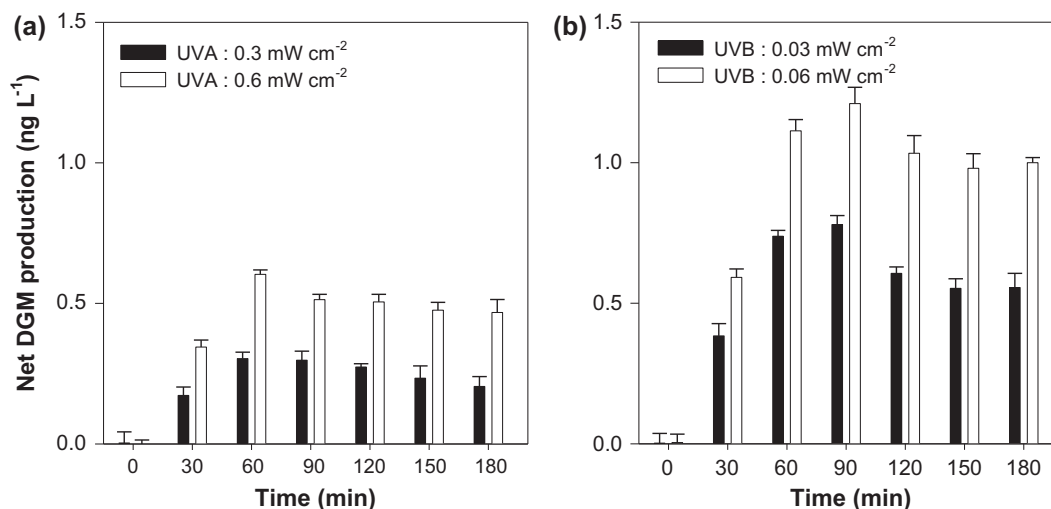 (a)
UVA : 0.3 mW cm⁻²
UVA : 0.6 mW cm⁻²
Net DGM production (ng L⁻¹)
1.5
1.0
0.5
0.0
0 30 60 90 120 150 180
Time (min)
(b)
UVB : 0.03 mW cm⁻²
UVB : 0.06 mW cm⁻²
1.5
1.0
0.5
0.0
0 30 60 90 120 150 180
Time (min)